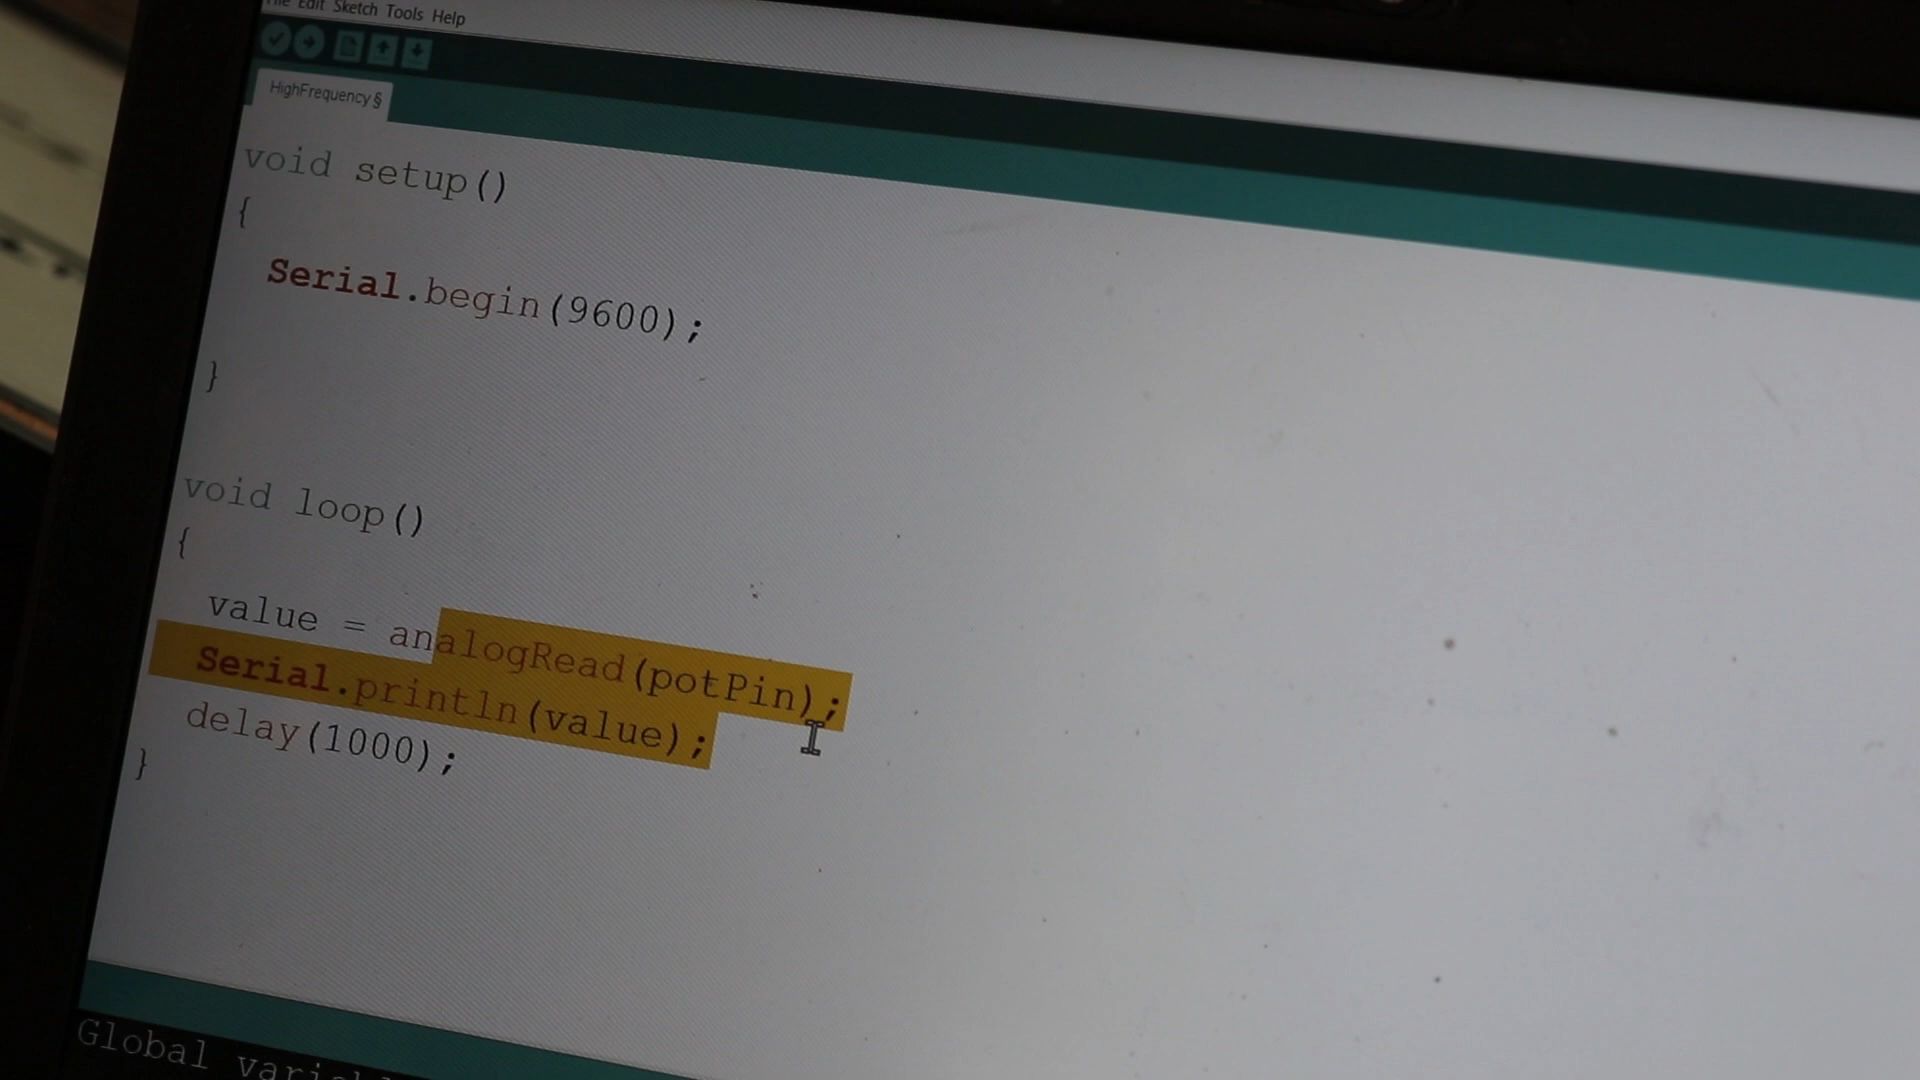 Edit Sketch Tools Help
HighFrequency §
void setup()
{
Serial.begin(9600);
}
void loop()
{
value = analogRead(potPin);
Serial.println(value);
delay(1000);
}
Global